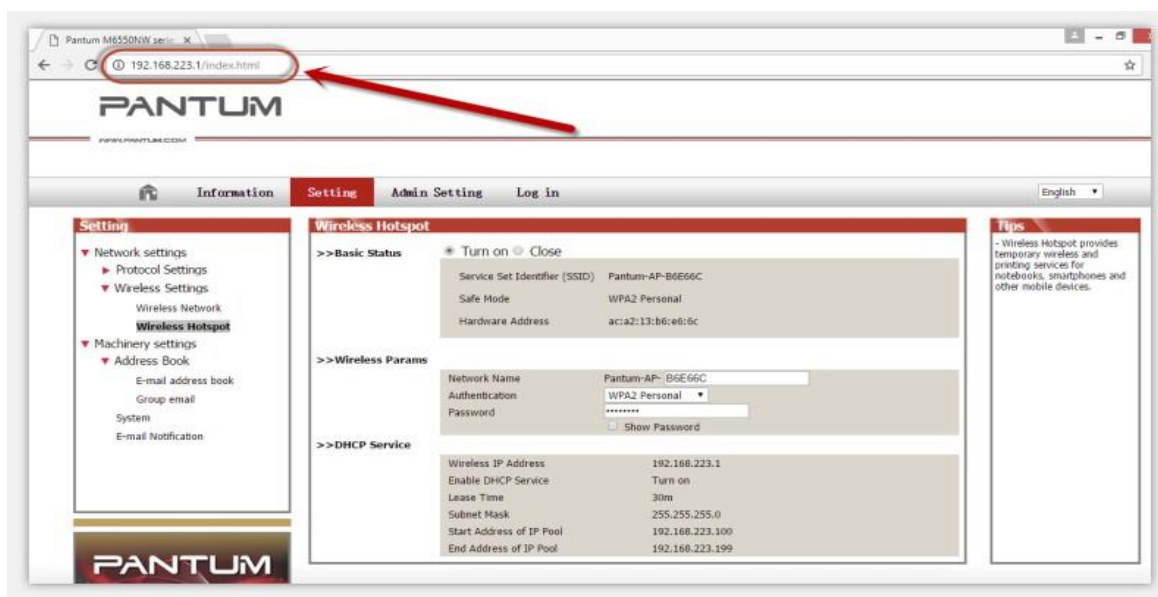 Pantum M6550NW serie
192.168.223.1/index.html
PANTUM
WWW.PANTUM.COM
Information Setting Admin Setting Log in English
Setting
Network settings
Protocol Settings
Wireless Settings
Wireless Network
Wireless Hotspot
Machinery settings
Address Book
E-mail address book
Group email
System
E-mail Notification
PANTUM
Wireless Hotspot
>>Basic Status Turn on Close
Service Set Identifier (SSID) Pantum-AP-B6E66C
Safe Mode WPA2 Personal
Hardware Address ac:a2:13:b6:e6:6c
>>Wireless Params
Network Name Pantum-AP- B6E66C
Authentication WPA2 Personal
Password ********
Show Password
>>DHCP Service
Wireless IP Address 192.168.223.1
Enable DHCP Service Turn on
Lease Time 30m
Subnet Mask 255.255.255.0
Start Address of IP Pool 192.168.223.100
End Address of IP Pool 192.168.223.199
Tips
- Wireless Hotspot provides
temporary wireless and
printing services for
notebooks, smartphones and
other mobile devices.